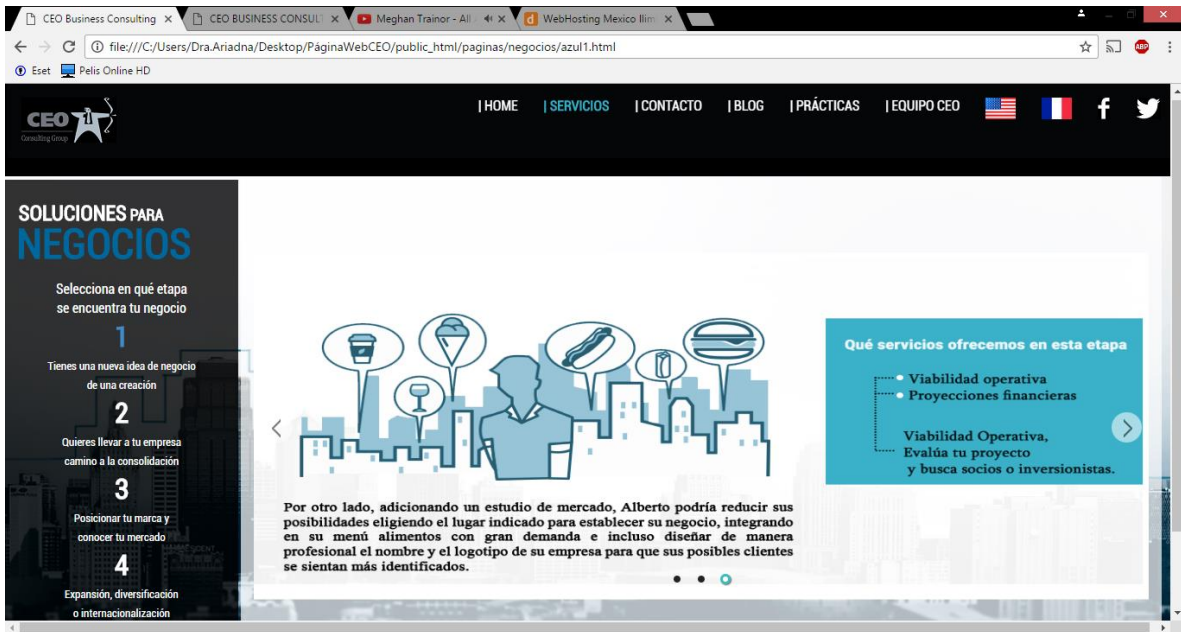 CEO Business Consulting
CEO BUSINESS CONSULT
Meghan Trainor - All
WebHosting Mexico Ilim
file:///C:/Users/Dra.Ariadna/Desktop/PáginaWebCEO/public_html/paginas/negocios/azul1.html
ABP
Eset
Pelis Online HD
CEO
Consulting Group
| HOME
| SERVICIOS
| CONTACTO
| BLOG
| PRÁCTICAS
| EQUIPO CEO
SOLUCIONES PARA
NEGOCIOS
Selecciona en qué etapa
se encuentra tu negocio
1
Tienes una nueva idea de negocio
de una creación
2
Quieres llevar a tu empresa
camino a la consolidación
3
Posicionar tu marca y
conocer tu mercado
4
Expansión, diversificación
o internacionalización
Por otro lado, adicionando un estudio de mercado, Alberto podría reducir sus
posibilidades eligiendo el lugar indicado para establecer su negocio, integrando
en su menú alimentos con gran demanda e incluso diseñar de manera
profesional el nombre y el logotipo de su empresa para que sus posibles clientes
se sientan más identificados.
Qué servicios ofrecemos en esta etapa
Viabilidad operativa
Proyecciones financieras
Viabilidad Operativa,
Evalúa tu proyecto
y busca socios o inversionistas.